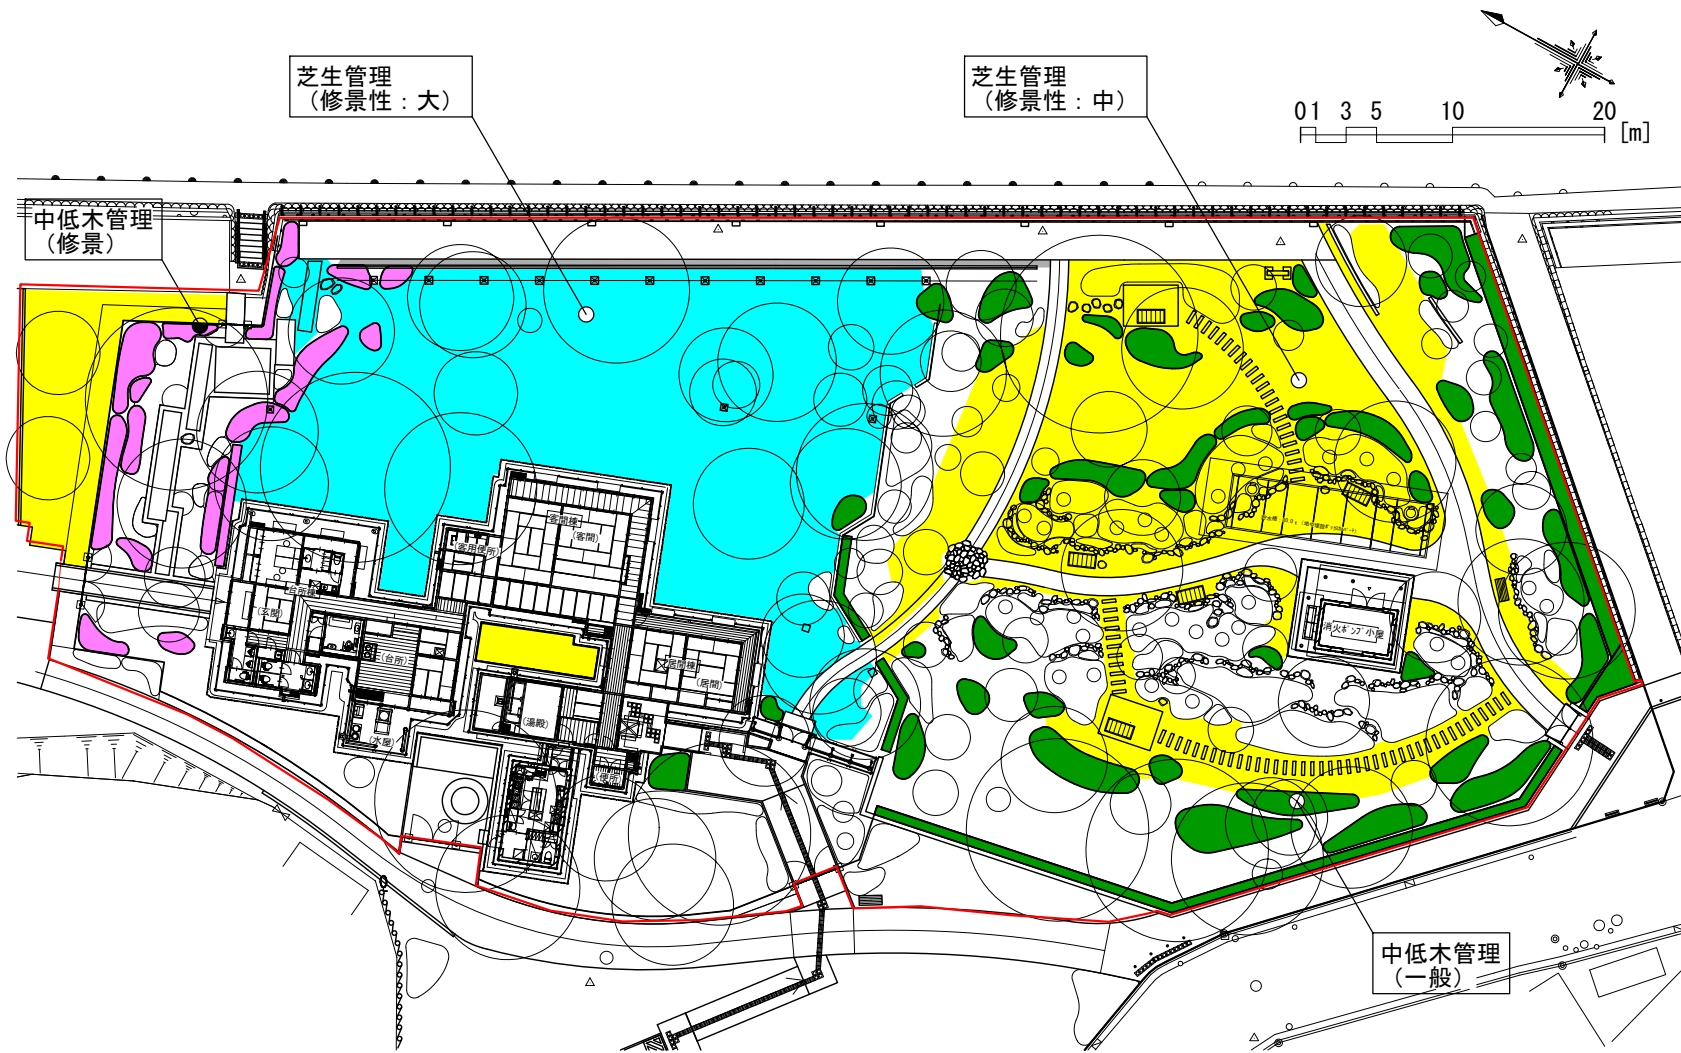 芝生管理
（修景性：大）
芝生管理
（修景性：中）
01 3 5 10 20 [m]
中低木管理
（修景）
客間棟
（客間）
（客用便所）
台所棟
（玄関）
（台所）
居間棟
（居間）
（湯殿）
（水屋）
消火ポンプ小屋
中低木管理
（一般）